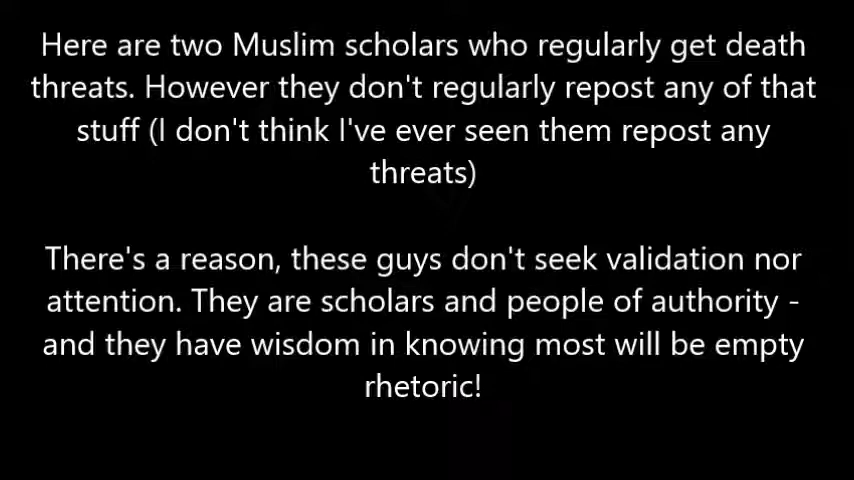 Here are two Muslim scholars who regularly get death
threats. However they don't regularly repost any of that
stuff (I don't think I've ever seen them repost any
threats)
There's a reason, these guys don't seek validation nor
attention. They are scholars and people of authority -
and they have wisdom in knowing most will be empty
rhetoric!